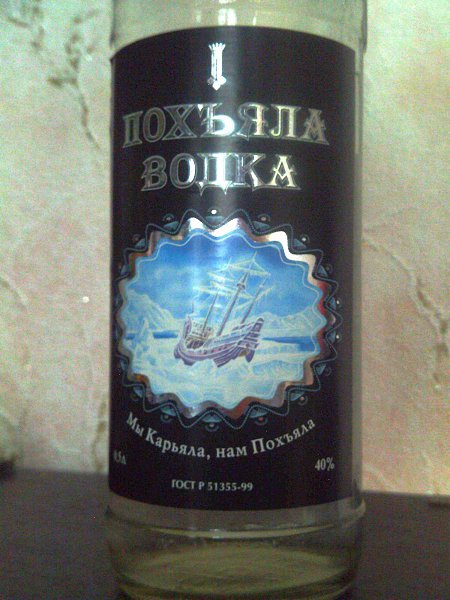 ПОХЪЯЛА
ВОДКА
Мы Карьяла, нам Похъяла
0,5л
40%
ГОСТ Р 51355-99